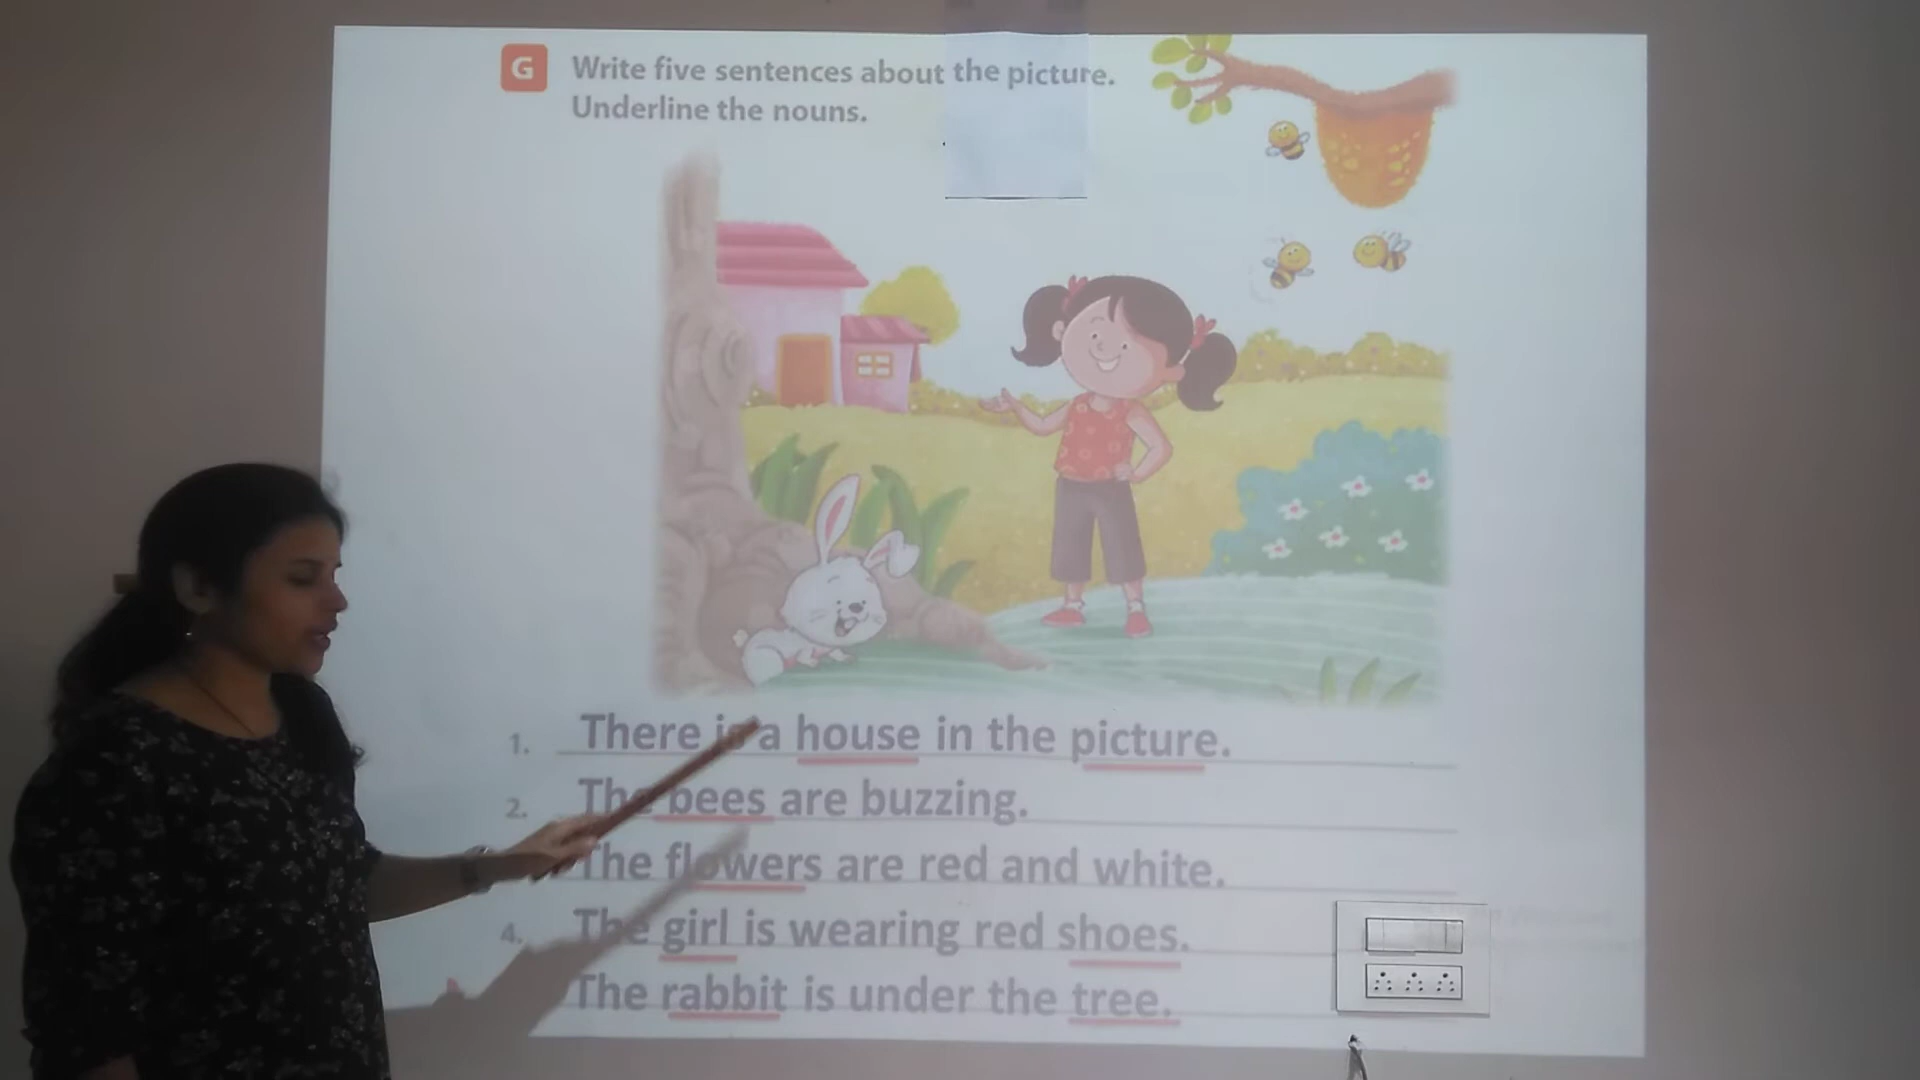 G Write five sentences about the picture.
Underline the nouns.
1. There is a house in the picture.
2. The bees are buzzing.
The flowers are red and white.
4. The girl is wearing red shoes.
The rabbit is under the tree.